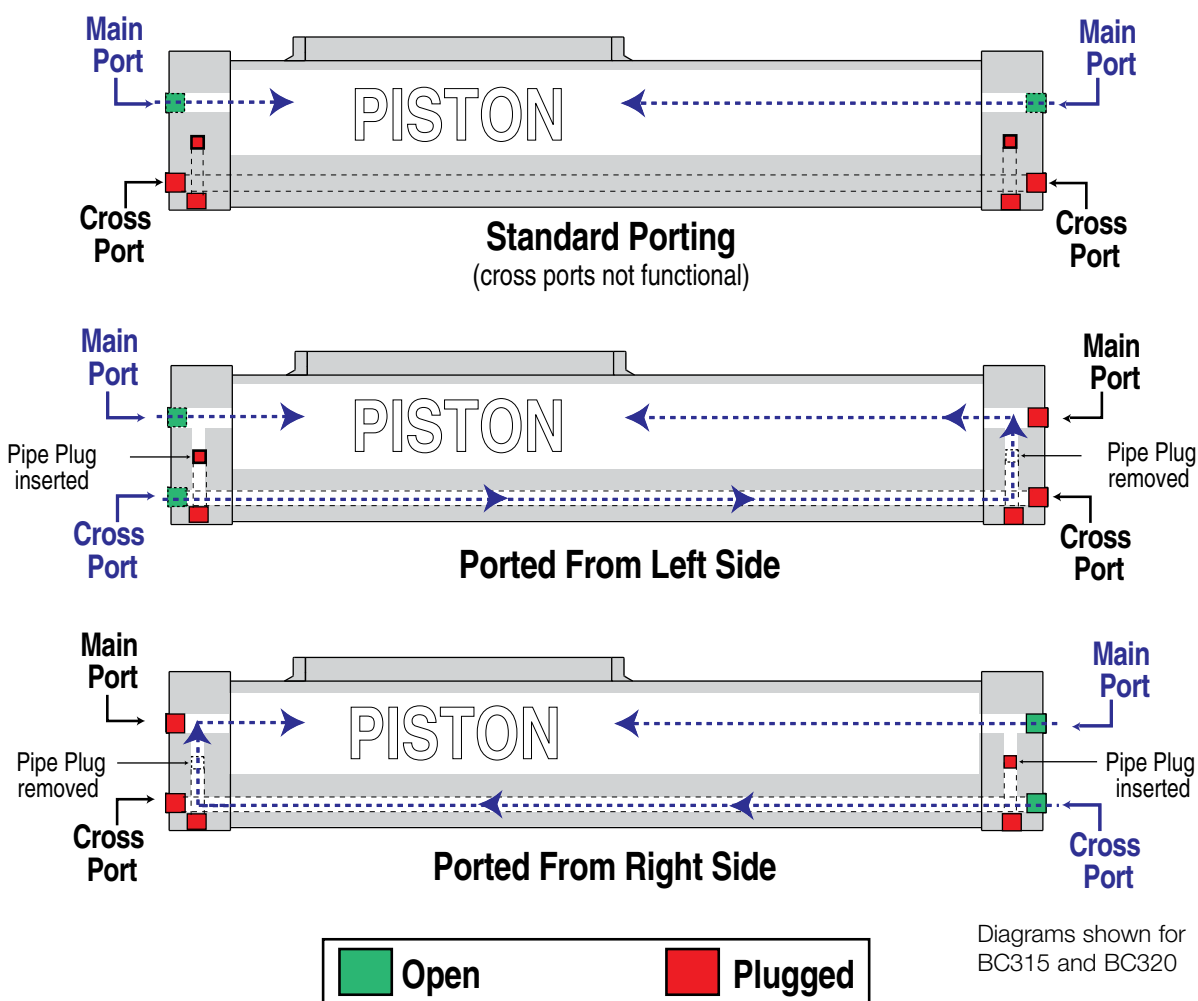 Main
Port
Main
Port
PISTON
Cross
Port
Cross
Port
Standard Porting
(cross ports not functional)
Main
Port
Main
Port
PISTON
Pipe Plug
inserted
Pipe Plug
removed
Cross
Port
Cross
Port
Ported From Left Side
Main
Port
Main
Port
PISTON
Pipe Plug
removed
Pipe Plug
inserted
Cross
Port
Cross
Port
Ported From Right Side
Open
Plugged
Diagrams shown for
BC315 and BC320